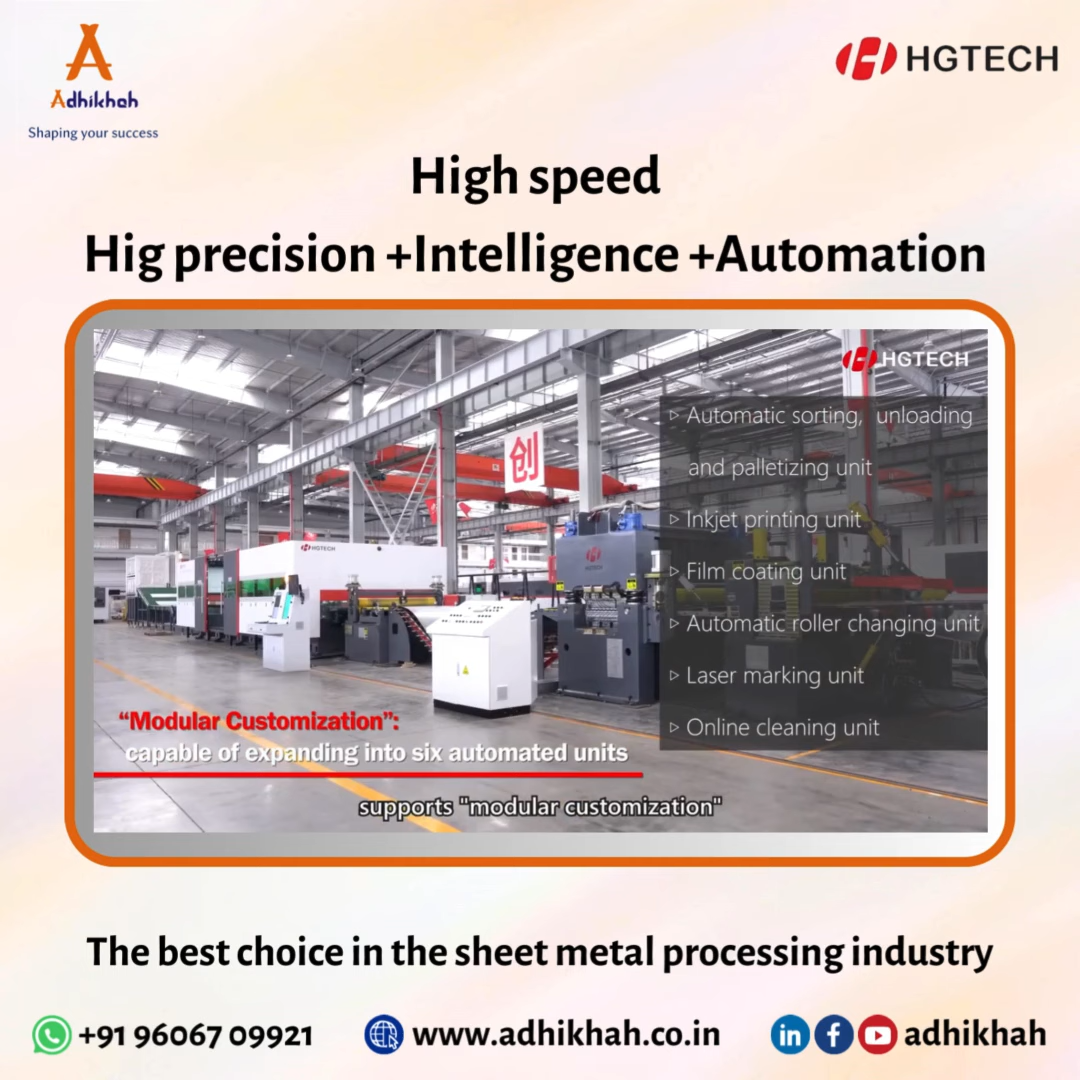 Adhikhah
Shaping your success
HGTECH
High speed
Hig precision +Intelligence +Automation
HGTECH
▷ Automatic sorting, unloading
and palletizing unit
▷ Inkjet printing unit
▷ Film coating unit
▷ Automatic roller changing unit
▷ Laser marking unit
▷ Online cleaning unit
创
HGTECH
HGTECH
“Modular Customization”:
capable of expanding into six automated units
supports "modular customization"
The best choice in the sheet metal processing industry
+91 96067 09921
www.adhikhah.co.in
adhikhah